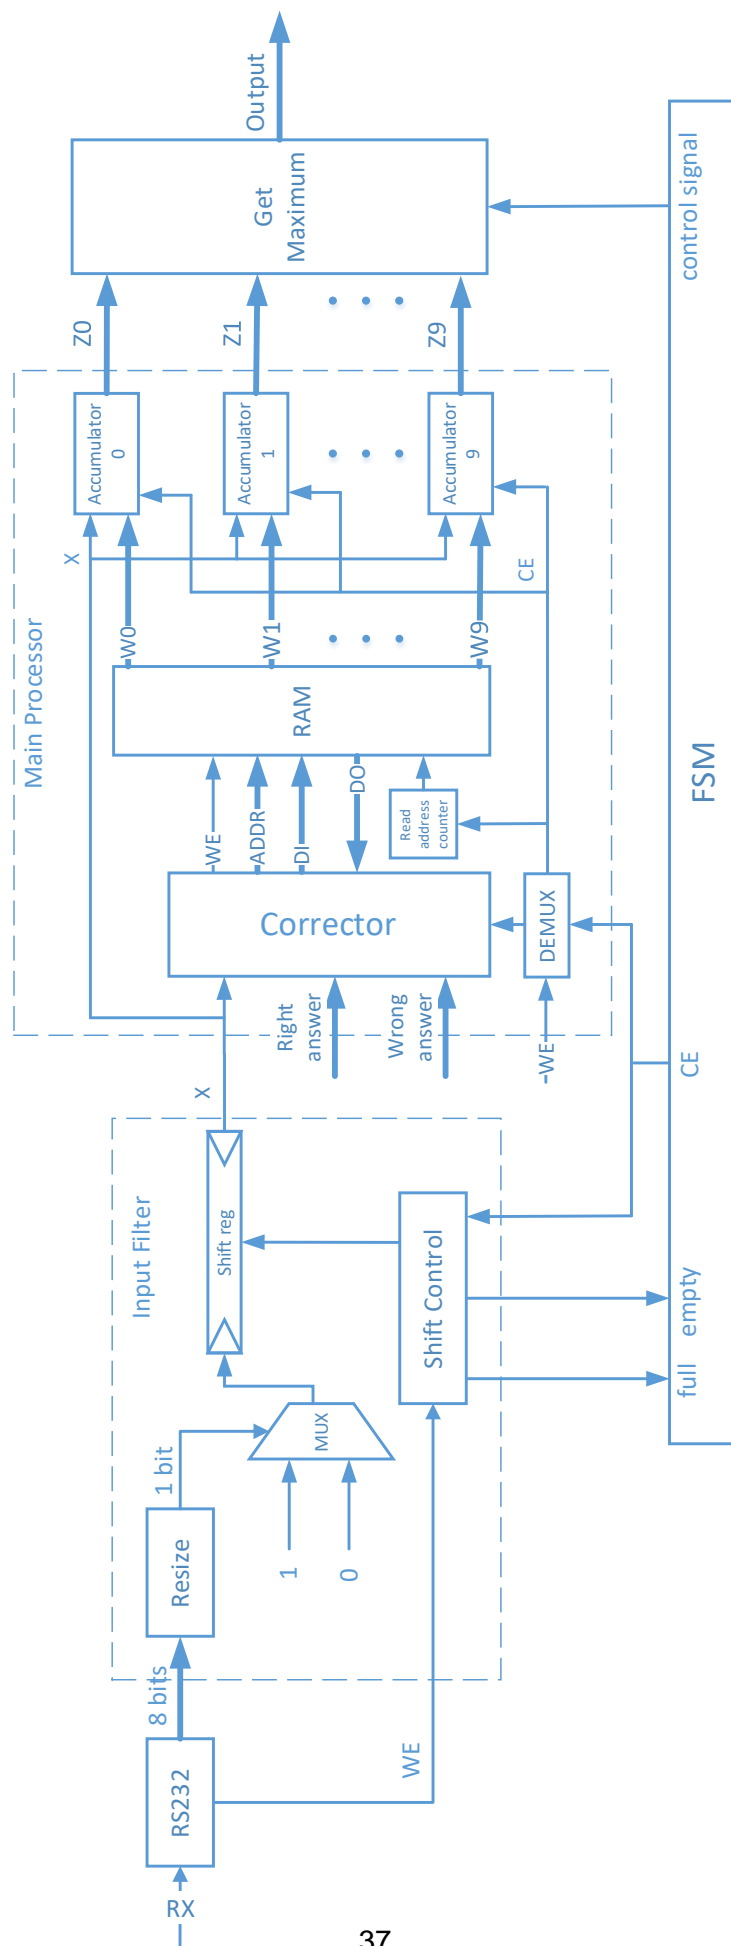 Output
Get
Maximum
control signal
Z0
Z1
Z9
Main Processor
Accumulator
0
Accumulator
1
Accumulator
9
X
CE
W0
W1
W9
RAM
FSM
WE
ADDR
DI
DO
Read
address
counter
Corrector
DEMUX
Right
answer
Wrong
answer
-WE
CE
X
Input Filter
Shift reg
Shift Control
empty
full
MUX
1 bit
Resize
1
0
8 bits
WE
RS232
RX
37